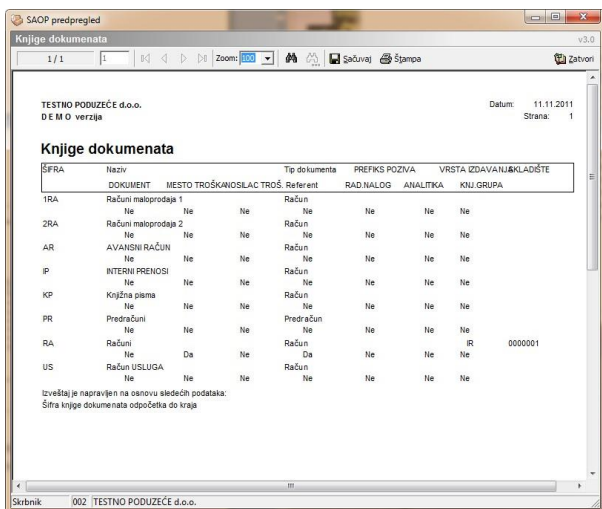 SAOP predpregled
Knjige dokumenata v3.0
1 / 1 1 Zoom: 100 Sačuvaj Štampa Zatvori
TESTNO PODUZEĆE d.o.o. Datum: 11.11.2011
D E M O verzija Strana: 1
Knjige dokumenata
ŠIFRA Naziv Tip dokumenta PREFIKS POZIVA VRSTA IZDAVANJA SKLADIŠTE
DOKUMENT MESTO TROŠKA NOSILAC TROŠ. Referent RAD.NALOG ANALITIKA KNJ.GRUPA
1RA Računi maloprodaja 1 Račun
Ne Ne Ne Ne Ne Ne Ne
2RA Računi maloprodaja 2 Račun
Ne Ne Ne Ne Ne Ne Ne
AR AVANSNI RAČUN Račun
Ne Ne Ne Ne Ne Ne Ne
IP INTERNI PRENOSI Račun
Ne Ne Ne Ne Ne Ne Ne
KP Knjižna pisma Račun
Ne Ne Ne Ne Ne Ne Ne
PR Predračuni Predračun
Ne Ne Ne Ne Ne Ne Ne
RA Računi Račun IR 0000001
Ne Da Ne Da Ne Ne Ne
US Račun USLUGA Račun
Ne Ne Ne Ne Ne Ne Ne
Izveštaj je napravljen na osnovu sledećih podataka:
Šifra knjige dokumenata odpočetka do kraja
Skrbnik 002 TESTNO PODUZEĆE d.o.o.